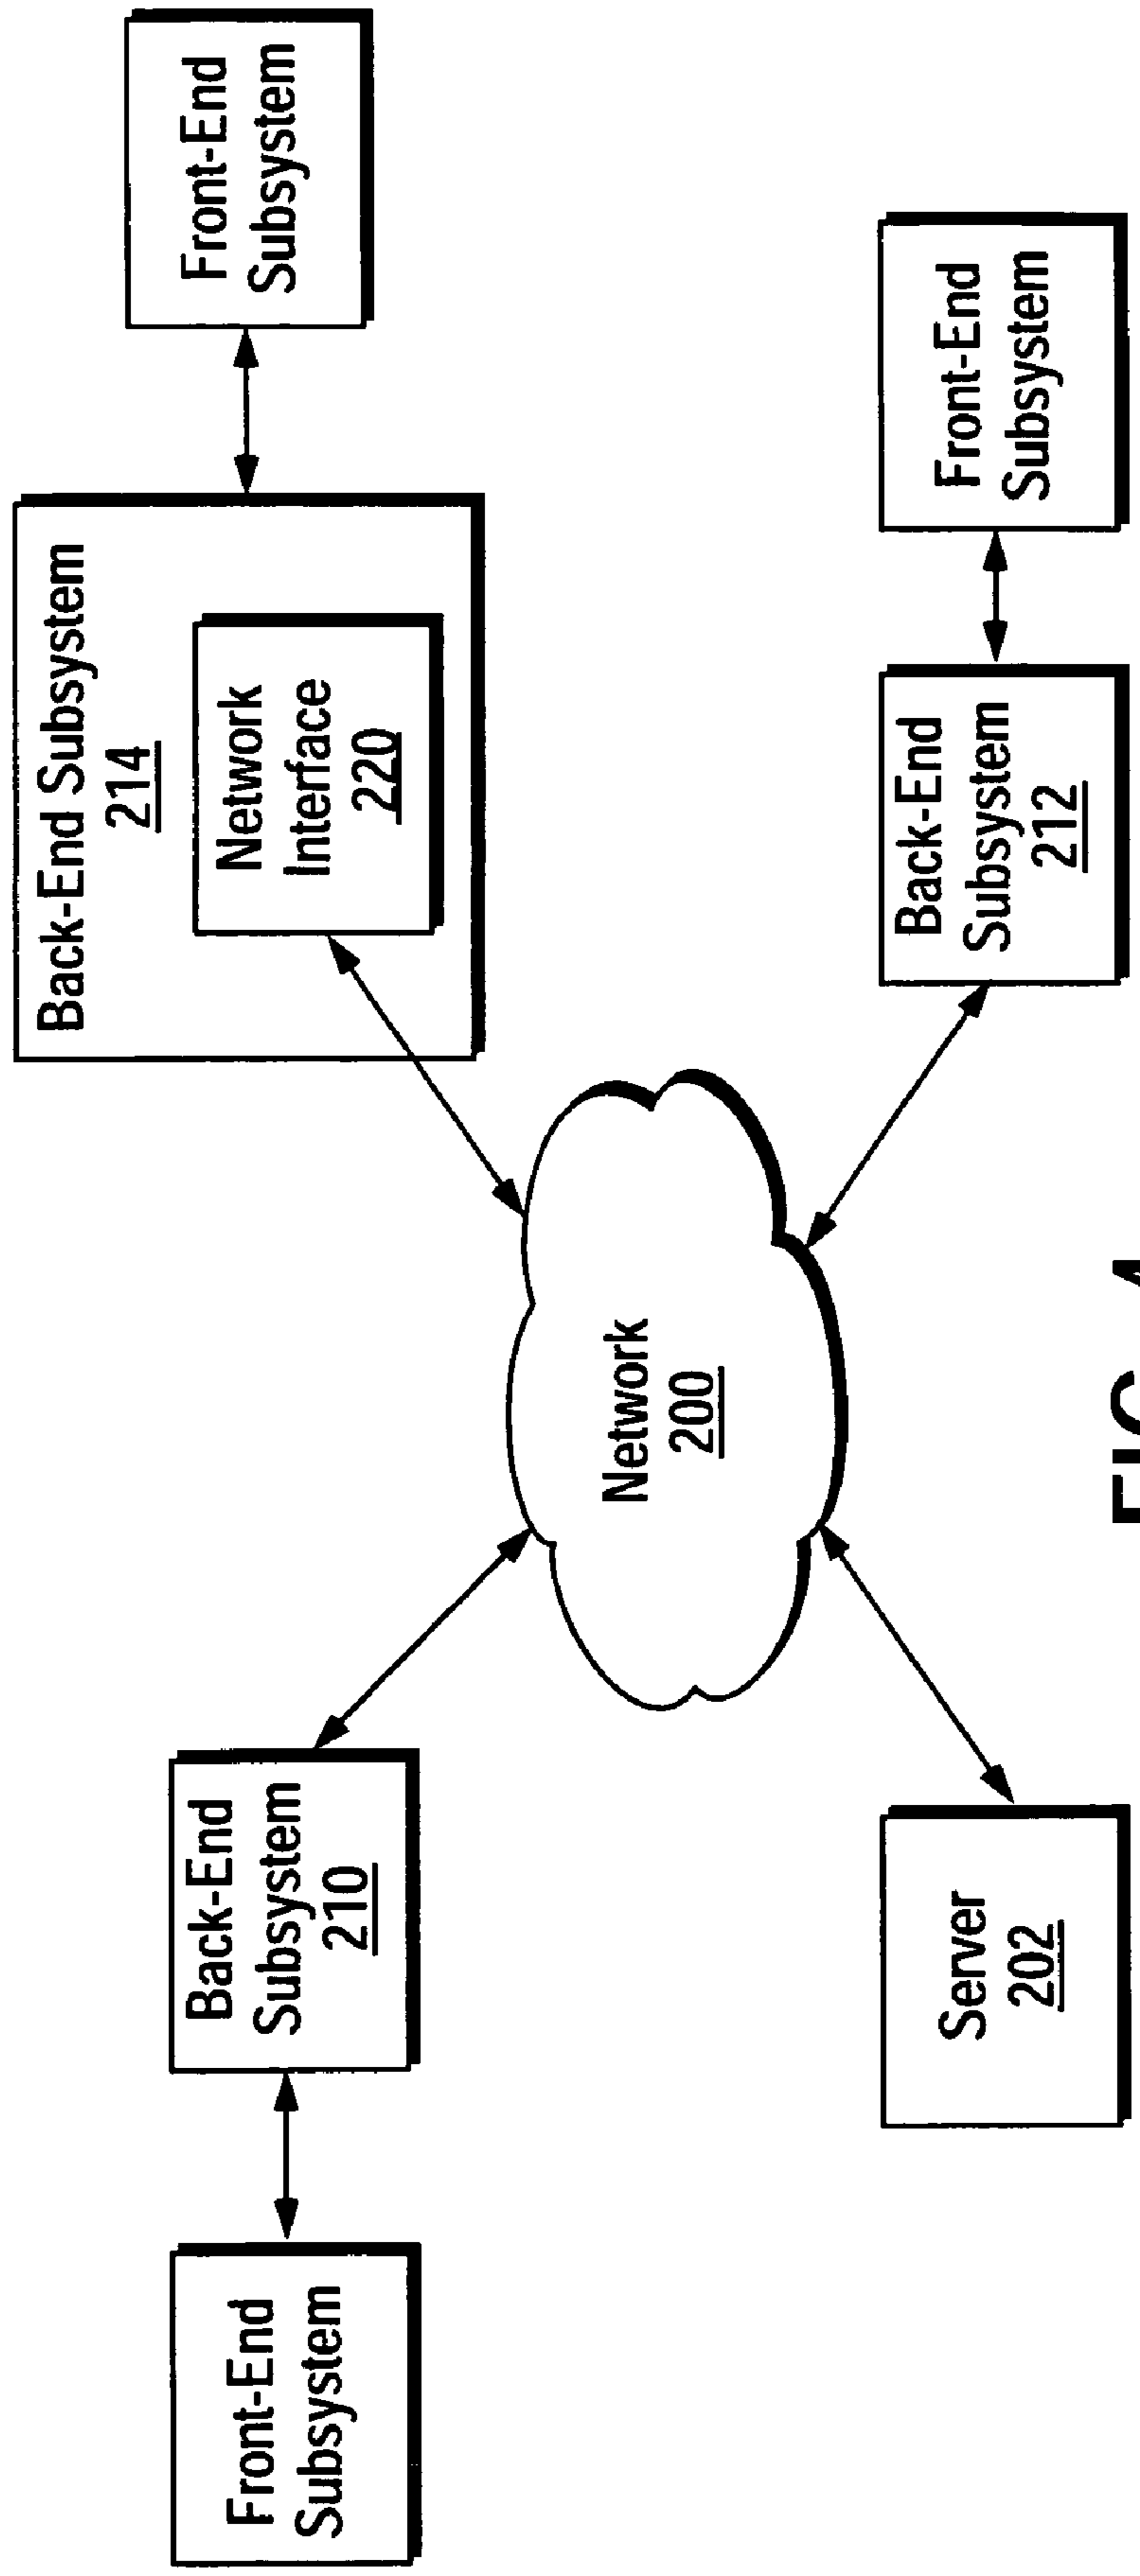 Front-End
Subsystem
Back-End
Subsystem
210
Back-End Subsystem
214
Network
Interface
220
Front-End
Subsystem
Network
200
Server
202
Back-End
Subsystem
212
Front-End
Subsystem